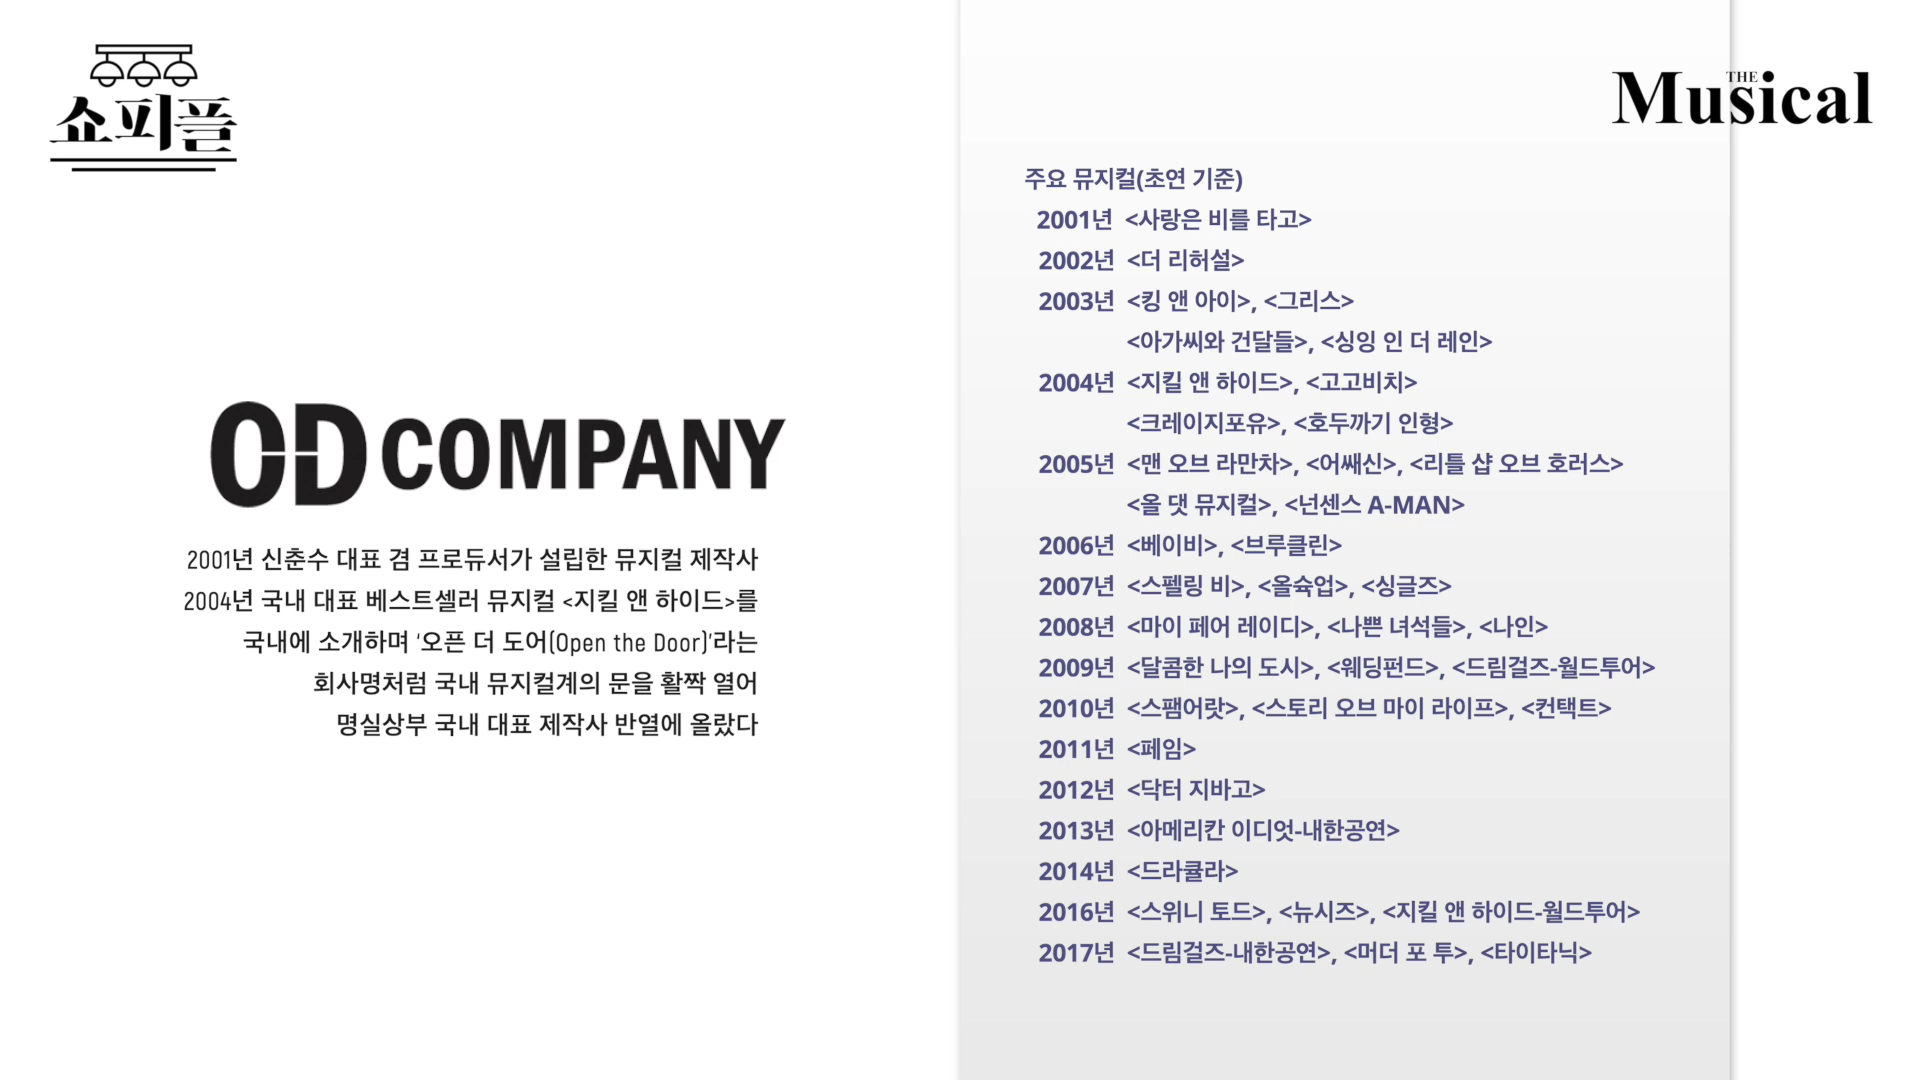 쇼피플
THE
Musical
OD COMPANY
2001년 신춘수 대표 겸 프로듀서가 설립한 뮤지컬 제작사
2004년 국내 대표 베스트셀러 뮤지컬 <지킬 앤 하이드>를
국내에 소개하며 ‘오픈 더 도어(Open the Door)’라는
회사명처럼 국내 뮤지컬계의 문을 활짝 열어
명실상부 국내 대표 제작사 반열에 올랐다
주요 뮤지컬(초연 기준)
2001년 <사랑은 비를 타고>
2002년 <더 리허설>
2003년 <킹 앤 아이>, <그리스>
<아가씨와 건달들>, <싱잉 인 더 레인>
2004년 <지킬 앤 하이드>, <고고비치>
<크레이지포유>, <호두까기 인형>
2005년 <맨 오브 라만차>, <어쌔신>, <리틀 샵 오브 호러스>
<올 댓 뮤지컬>, <넌센스 A-MAN>
2006년 <베이비>, <브루클린>
2007년 <스펠링 비>, <올슉업>, <싱글즈>
2008년 <마이 페어 레이디>, <나쁜 녀석들>, <나인>
2009년 <달콤한 나의 도시>, <웨딩펀드>, <드림걸즈-월드투어>
2010년 <스팸어랏>, <스토리 오브 마이 라이프>, <컨택트>
2011년 <페임>
2012년 <닥터 지바고>
2013년 <아메리칸 이디엇-내한공연>
2014년 <드라큘라>
2016년 <스위니 토드>, <뉴시즈>, <지킬 앤 하이드-월드투어>
2017년 <드림걸즈-내한공연>, <머더 포 투>, <타이타닉>